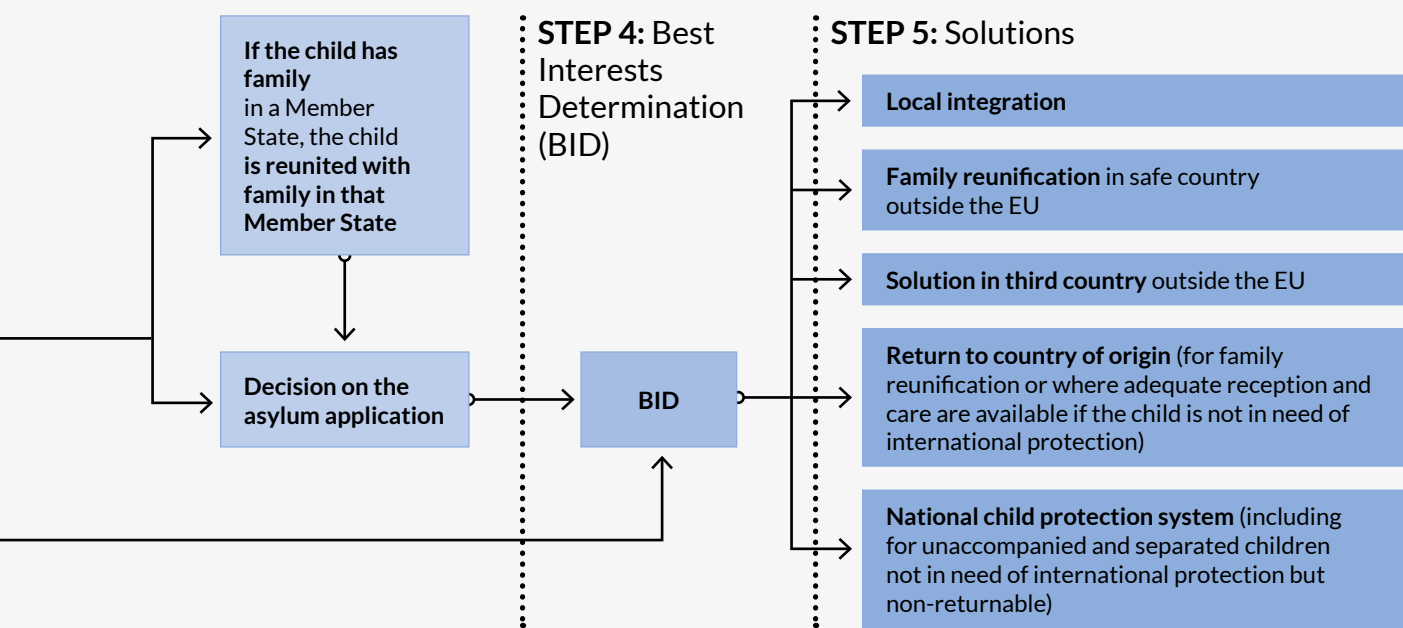 If the child has
family
in a Member
State, the child
is reunited with
family in that
Member State
Decision on the
asylum application
STEP 4: Best
Interests
Determination
(BID)
BID
STEP 5: Solutions
Local integration
Family reunification in safe country
outside the EU
Solution in third country outside the EU
Return to country of origin (for family
reunification or where adequate reception and
care are available if the child is not in need of
international protection)
National child protection system (including
for unaccompanied and separated children
not in need of international protection but
non-returnable)